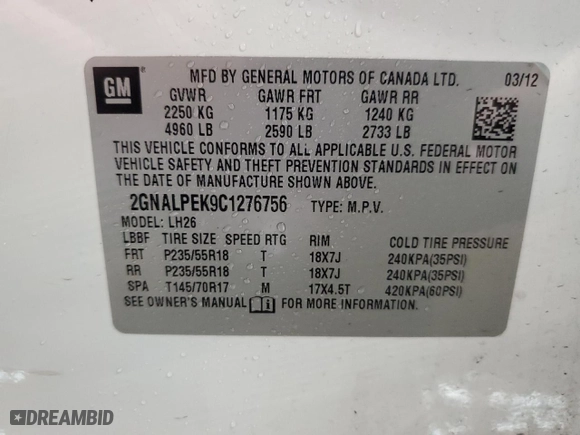 GM ®
MFD BY GENERAL MOTORS OF CANADA LTD. 03/12
GVWR GAWR FRT GAWR RR
2250 KG 1175 KG 1240 KG
4960 LB 2590 LB 2733 LB
THIS VEHICLE CONFORMS TO ALL APPLICABLE U.S. FEDERAL MOTOR
VEHICLE SAFETY AND THEFT PREVENTION STANDARDS IN EFFECT ON
THE DATE OF MANUFACTURE SHOWN ABOVE.
2GNALPEK9C1276756 TYPE: M.P.V.
MODEL: LH26
LBBF TIRE SIZE SPEED RTG RIM COLD TIRE PRESSURE
FRT P235/55R18 T 18X7J 240KPA(35PSI)
RR P235/55R18 T 18X7J 240KPA(35PSI)
SPA T145/70R17 M 17X4.5T 420KPA(60PSI)
SEE OWNER'S MANUAL FOR MORE INFORMATION.
DREAMBID